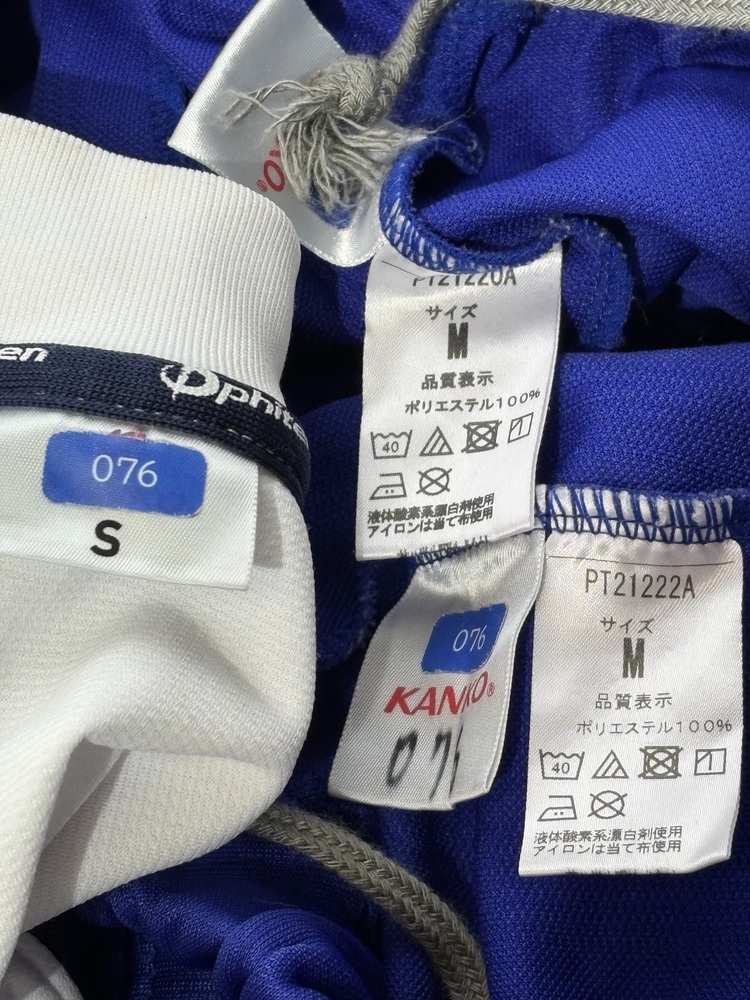 PT21220A
サイズ
M
品質表示
ポリエステル100%
40
液体酸素系漂白剤使用
アイロンは当て布使用
en
phiten
076
S
076
KANKO®
076
PT21222A
サイズ
M
品質表示
ポリエステル100%
40
液体酸素系漂白剤使用
アイロンは当て布使用